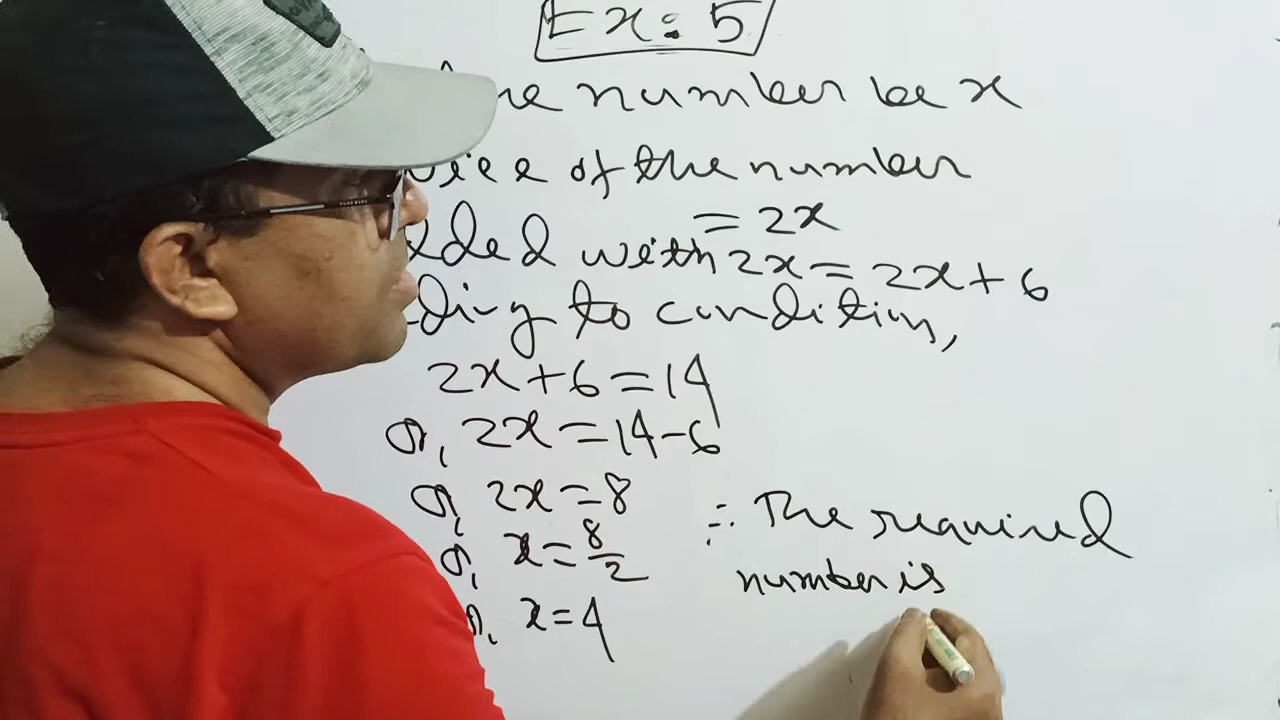 Ex: 5
number be x
of the number
= 2x
with 2x = 2x + 6
to condition,
2x + 6 = 14
or, 2x = 14 - 6
or, 2x = 8
or, x = 8/2
x = 4
∴ The required
number is